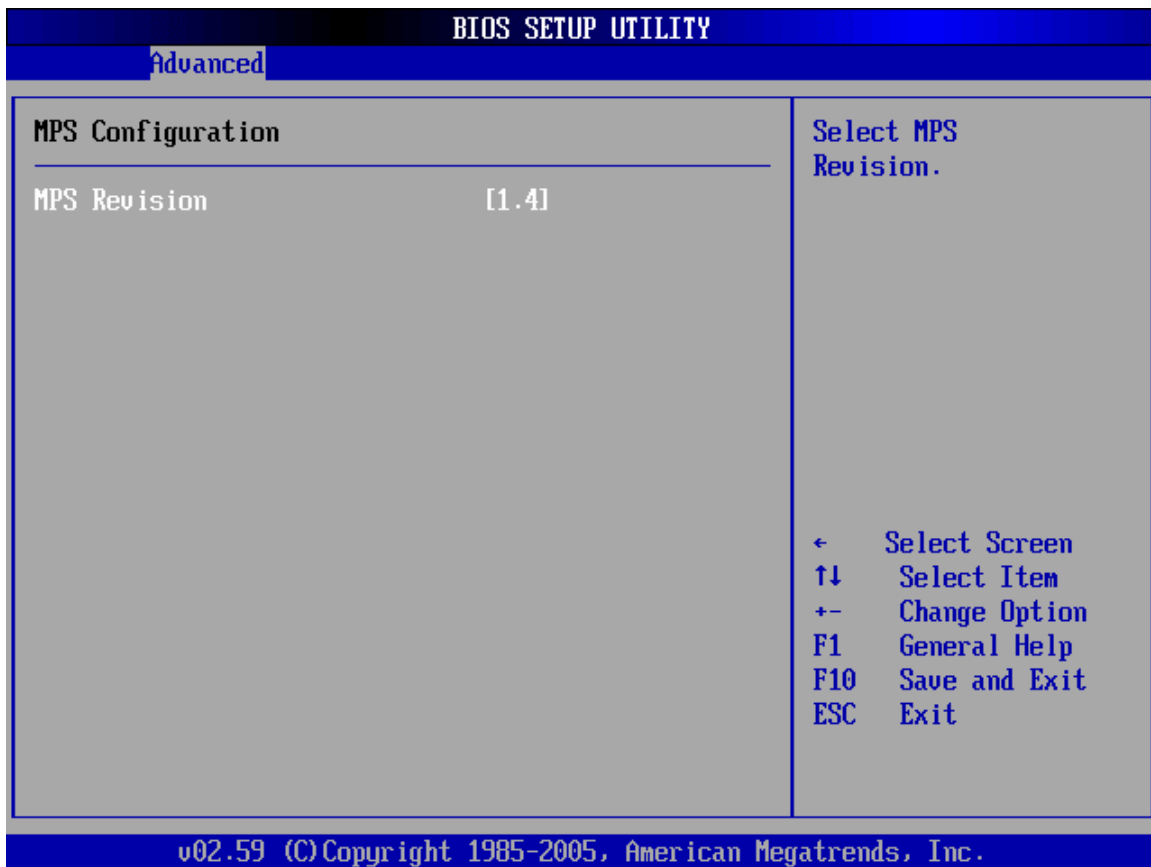 BIOS SETUP UTILITY
Advanced
MPS Configuration
MPS Revision [1.4]
Select MPS
Revision.
← Select Screen
↑↓ Select Item
+- Change Option
F1 General Help
F10 Save and Exit
ESC Exit
v02.59 (C)Copyright 1985-2005, American Megatrends, Inc.